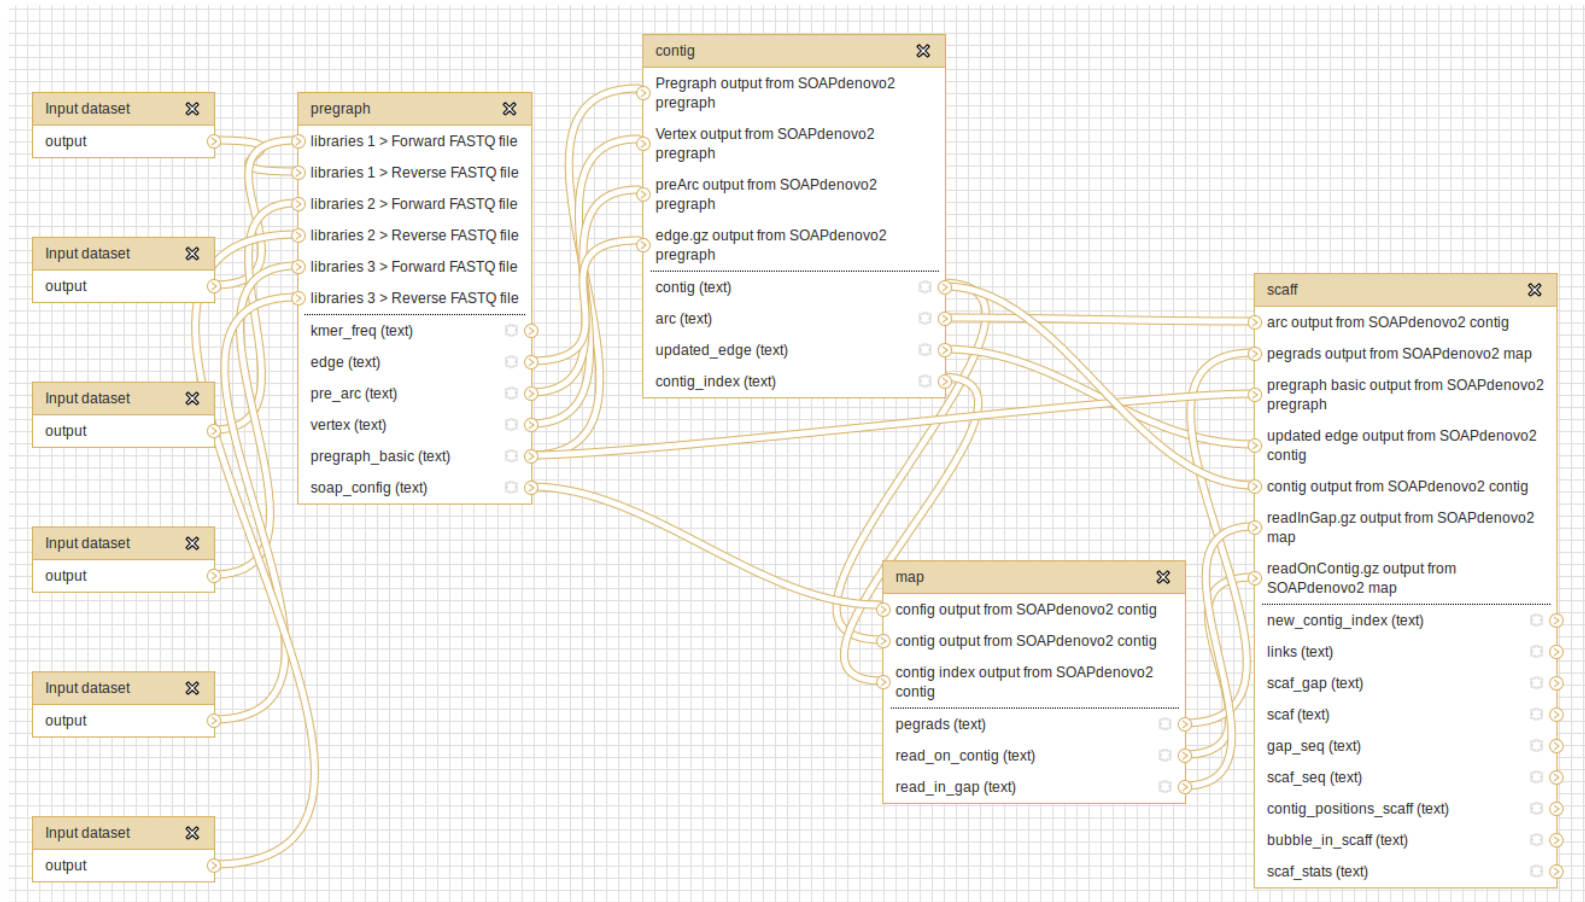 Input dataset
output
Input dataset
output
Input dataset
output
Input dataset
output
Input dataset
output
Input dataset
output
pregraph
libraries 1 > Forward FASTQ file
libraries 1 > Reverse FASTQ file
libraries 2 > Forward FASTQ file
libraries 2 > Reverse FASTQ file
libraries 3 > Forward FASTQ file
libraries 3 > Reverse FASTQ file
kmer_freq (text)
edge (text)
pre_arc (text)
vertex (text)
pregraph_basic (text)
soap_config (text)
contig
Pregraph output from SOAPdenovo2
pregraph
Vertex output from SOAPdenovo2
pregraph
preArc output from SOAPdenovo2
pregraph
edge.gz output from SOAPdenovo2
pregraph
contig (text)
arc (text)
updated_edge (text)
contig_index (text)
map
config output from SOAPdenovo2 contig
contig output from SOAPdenovo2 contig
contig index output from SOAPdenovo2
contig
pegrads (text)
read_on_contig (text)
read_in_gap (text)
scaff
arc output from SOAPdenovo2 contig
pegrads output from SOAPdenovo2 map
pregraph basic output from SOAPdenovo2
pregraph
updated edge output from SOAPdenovo2
contig
contig output from SOAPdenovo2 contig
readInGap.gz output from SOAPdenovo2
map
readOnContig.gz output from
SOAPdenovo2 map
new_contig_index (text)
links (text)
scaf_gap (text)
scaf (text)
gap_seq (text)
scaf_seq (text)
contig_positions_scaff (text)
bubble_in_scaff (text)
scaf_stats (text)